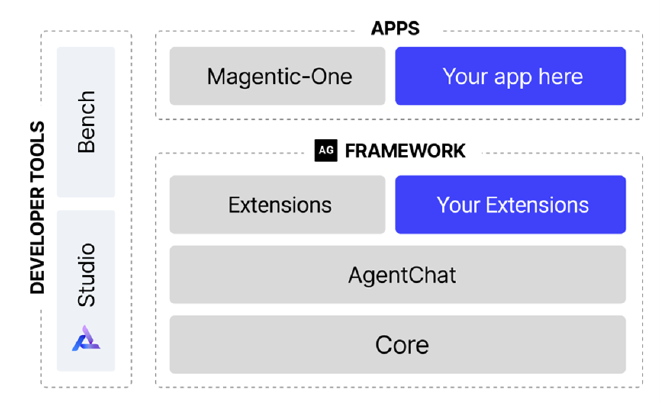 APPS
Magentic-One
Your app here
DEVELOPER TOOLS
Bench
Studio
AG FRAMEWORK
Extensions
Your Extensions
AgentChat
Core